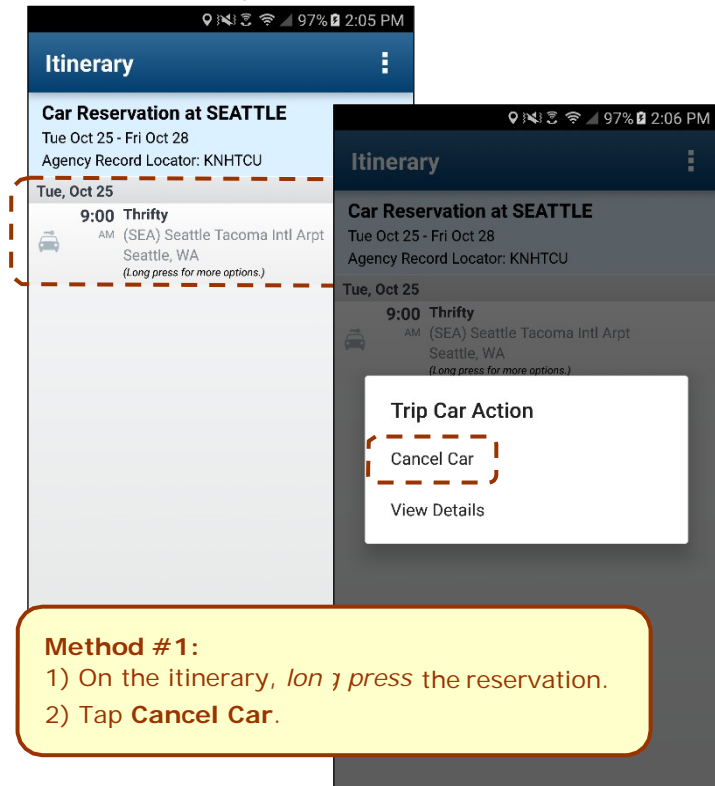 97% 2:05 PM
Itinerary
Car Reservation at SEATTLE
Tue Oct 25 - Fri Oct 28
Agency Record Locator: KNHTCU
Tue, Oct 25
9:00 Thrifty
AM (SEA) Seattle Tacoma Intl Arpt
Seattle, WA
(Long press for more options.)
97% 2:06 PM
Itinerary
Car Reservation at SEATTLE
Tue Oct 25 - Fri Oct 28
Agency Record Locator: KNHTCU
Tue, Oct 25
9:00 Thrifty
AM (SEA) Seattle Tacoma Intl Arpt
Seattle, WA
(Long press for more options.)
Trip Car Action
Cancel Car
View Details
Method #1:
1) On the itinerary, long press the reservation.
2) Tap Cancel Car.